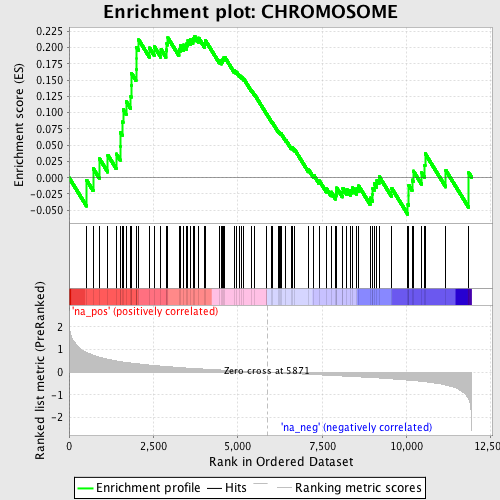 Enrichment plot: CHROMOSOME
Enrichment score (ES)
0.225
0.200
0.175
0.150
0.125
0.100
0.075
0.050
0.025
0.000
-0.025
-0.050
'na_pos' (positively correlated)
Ranked list metric (PreRanked)
2
1
0
-1
-2
Zero cross at 5871
'na_neg' (negatively correlated)
0
2,500
5,000
7,500
10,000
12,500
Rank in Ordered Dataset
Enrichment profile
Hits
Ranking metric scores